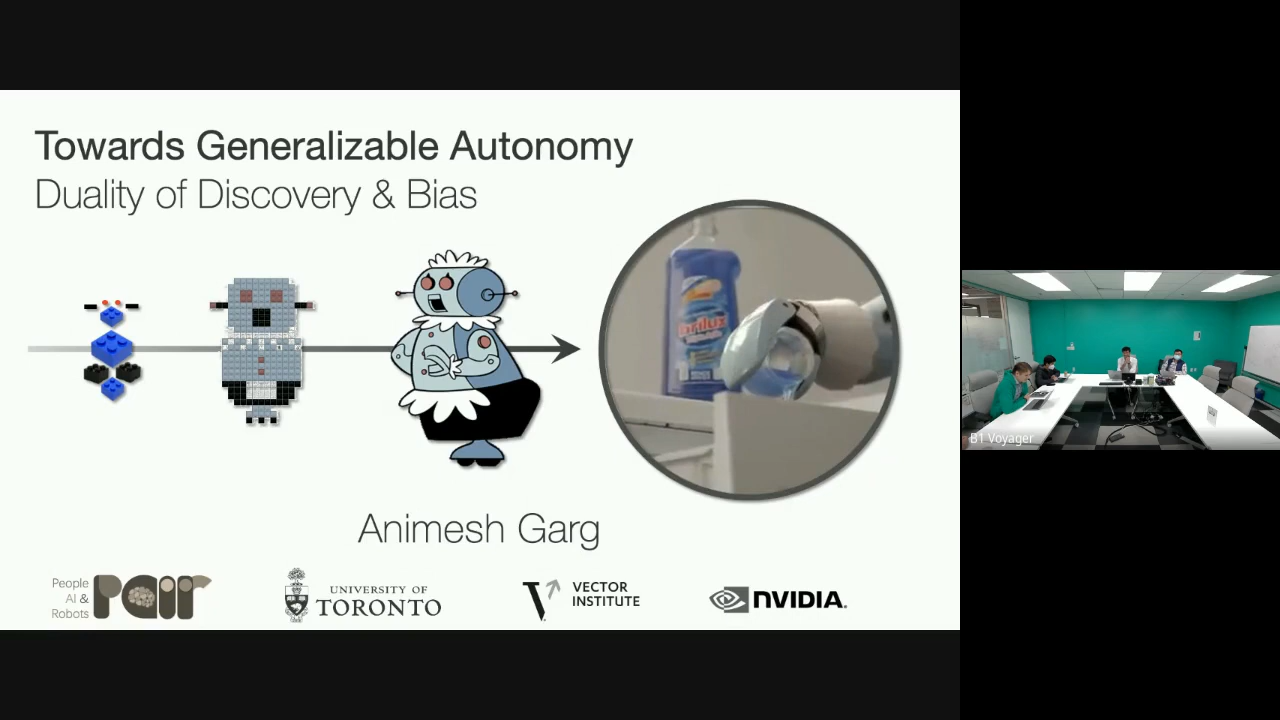 Towards Generalizable Autonomy
Duality of Discovery & Bias
brilux
Animesh Garg
People
AI &
Robots
pair
UNIVERSITY OF
TORONTO
VECTOR
INSTITUTE
NVIDIA.
B1 Voyager